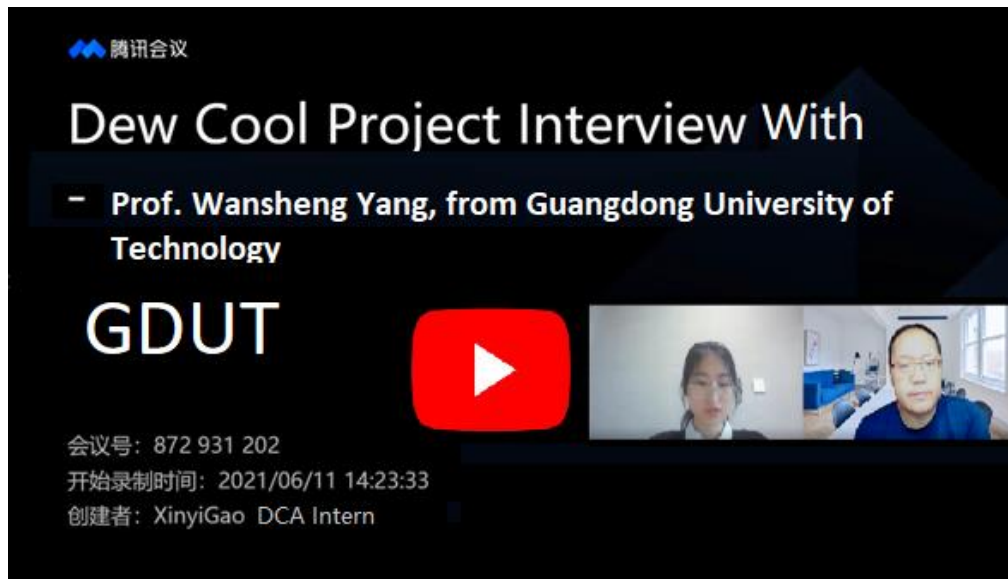 腾讯会议
Dew Cool Project Interview With
- Prof. Wansheng Yang, from Guangdong University of
Technology
GDUT
会议号：872 931 202
开始录制时间：2021/06/11 14:23:33
创建者：XinyiGao DCA Intern